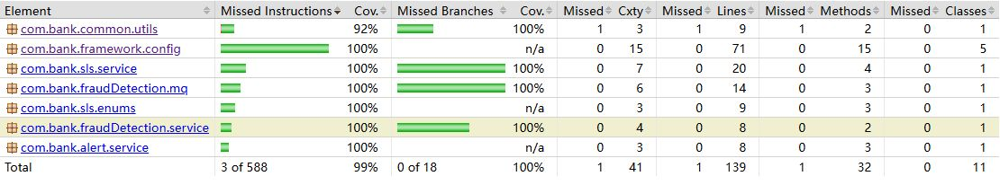 Element Missed Instructions Cov. Missed Branches Cov. Missed Cxty Missed Lines Missed Methods Missed Classes
com.bank.common.utils 92% 100% 1 3 1 9 1 2 0 1
com.bank.framework.config 100% n/a 0 15 0 71 0 15 0 5
com.bank.sls.service 100% 100% 0 7 0 20 0 4 0 1
com.bank.fraudDetection.mq 100% 100% 0 6 0 14 0 3 0 1
com.bank.sls.enums 100% n/a 0 3 0 9 0 3 0 1
com.bank.fraudDetection.service 100% 100% 0 4 0 8 0 2 0 1
com.bank.alert.service 100% n/a 0 3 0 8 0 3 0 1
Total 3 of 588 99% 0 of 18 100% 1 41 1 139 1 32 0 11